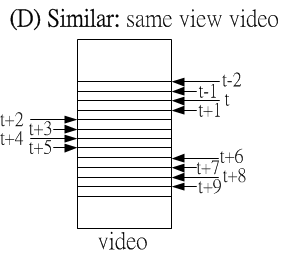 (D) Similar: same view video
t-2
t-1
t
t+1
t+2
t+3
t+4
t+5
t+6
t+7
t+8
t+9
video